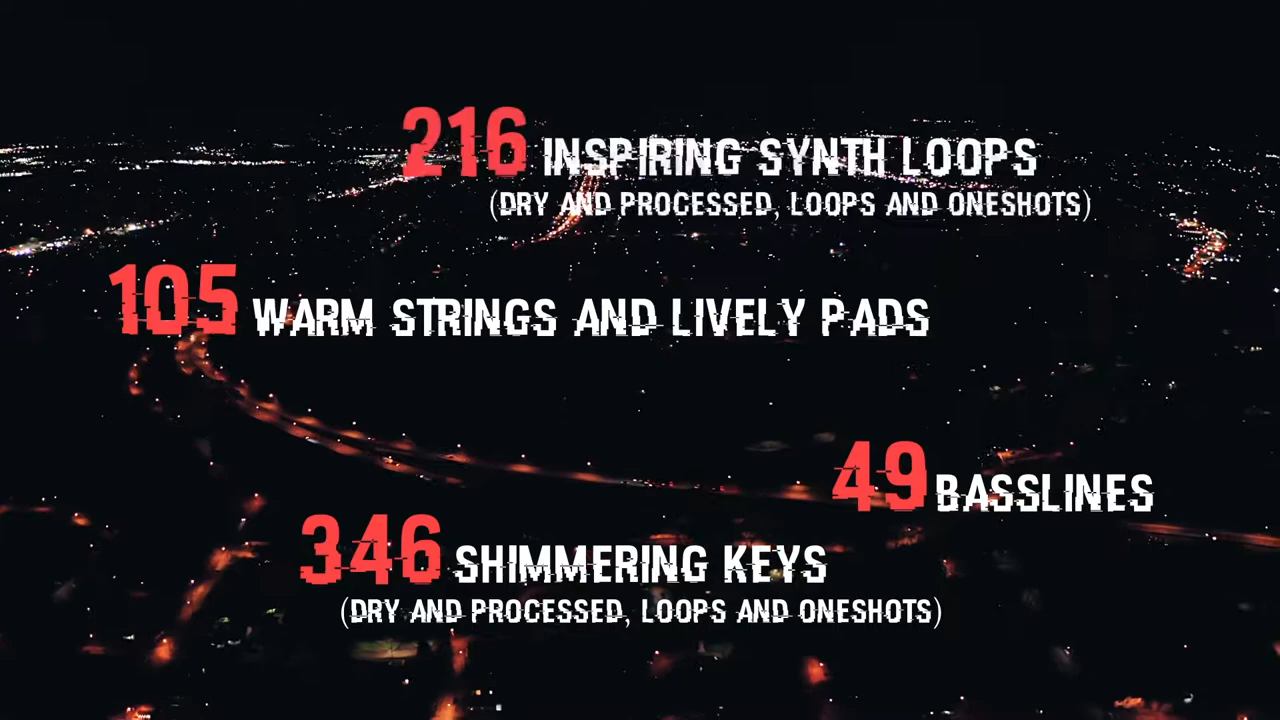 216 INSPIRING SYNTH LOOPS
(DRY AND PROCESSED, LOOPS AND ONESHOTS)
105 WARM STRINGS AND LIVELY PADS
49 BASSLINES
346 SHIMMERING KEYS
(DRY AND PROCESSED, LOOPS AND ONESHOTS)